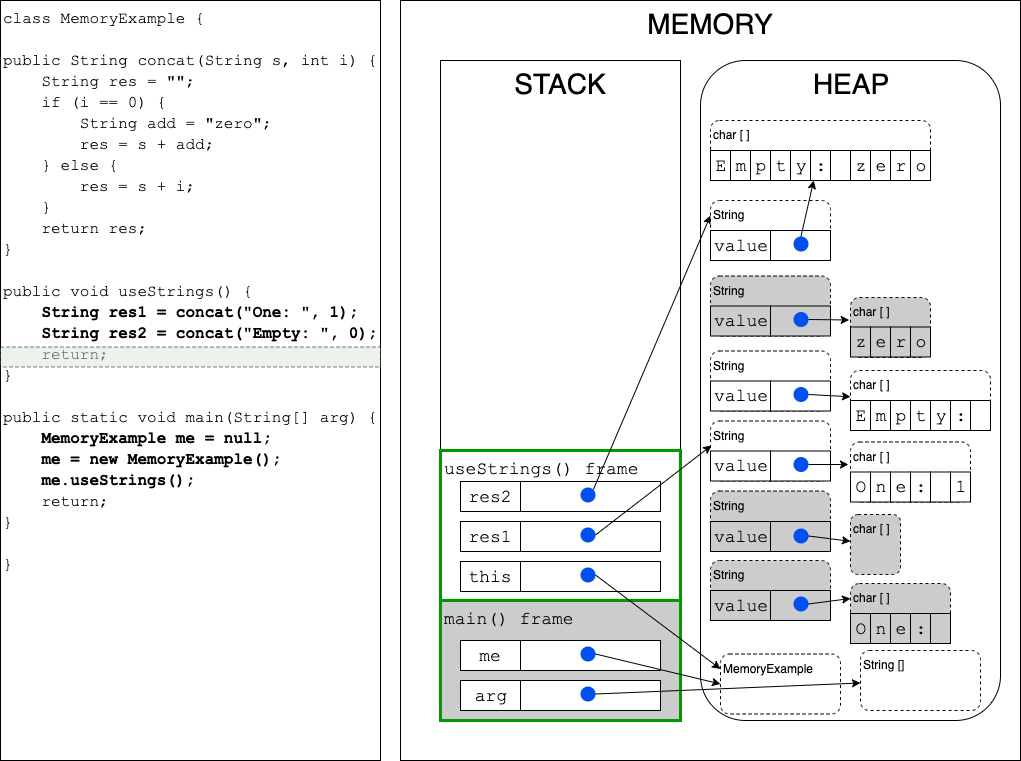 class MemoryExample {
public String concat(String s, int i) {
    String res = "";
    if (i == 0) {
        String add = "zero";
        res = s + add;
    } else {
        res = s + i;
    }
    return res;
}
public void useStrings() {
    String res1 = concat("One: ", 1);
    String res2 = concat("Empty: ", 0);
    return;
}
public static void main(String[] arg) {
    MemoryExample me = null;
    me = new MemoryExample();
    me.useStrings();
    return;
}
}
MEMORY
STACK
useStrings() frame
res2
res1
this
main() frame
me
arg
HEAP
char [ ]
E m p t y :   z e r o
String
value
String
value
char [ ]
z e r o
String
value
char [ ]
E m p t y :
String
value
char [ ]
O n e :   1
String
value
char [ ]
String
value
char [ ]
O n e :
MemoryExample
String []